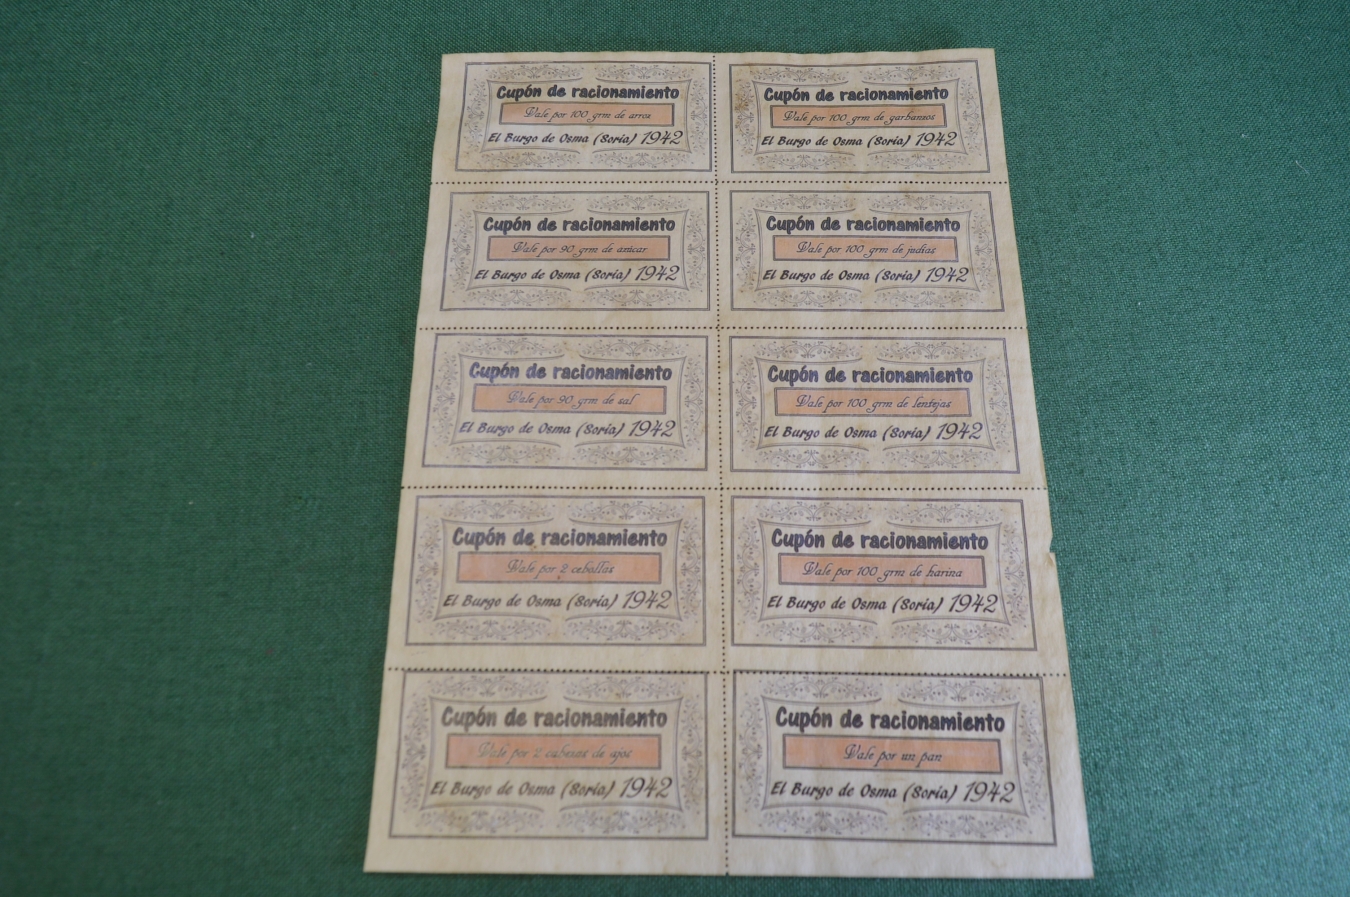 Cupón de racionamiento
Vale por 100 grm de arroz
El Burgo de Osma (Soria) 1942
Cupón de racionamiento
Vale por 100 grm de garbanzos
El Burgo de Osma (Soria) 1942
Cupón de racionamiento
Vale por 90 grm de azúcar
El Burgo de Osma (Soria) 1942
Cupón de racionamiento
Vale por 100 grm de judías
El Burgo de Osma (Soria) 1942
Cupón de racionamiento
Vale por 90 grm de sal
El Burgo de Osma (Soria) 1942
Cupón de racionamiento
Vale por 100 grm de lentejas
El Burgo de Osma (Soria) 1942
Cupón de racionamiento
Vale por 2 cebollas
El Burgo de Osma (Soria) 1942
Cupón de racionamiento
Vale por 100 grm de harina
El Burgo de Osma (Soria) 1942
Cupón de racionamiento
Vale por 2 cabezas de ajos
El Burgo de Osma (Soria) 1942
Cupón de racionamiento
Vale por un pan
El Burgo de Osma (Soria) 1942